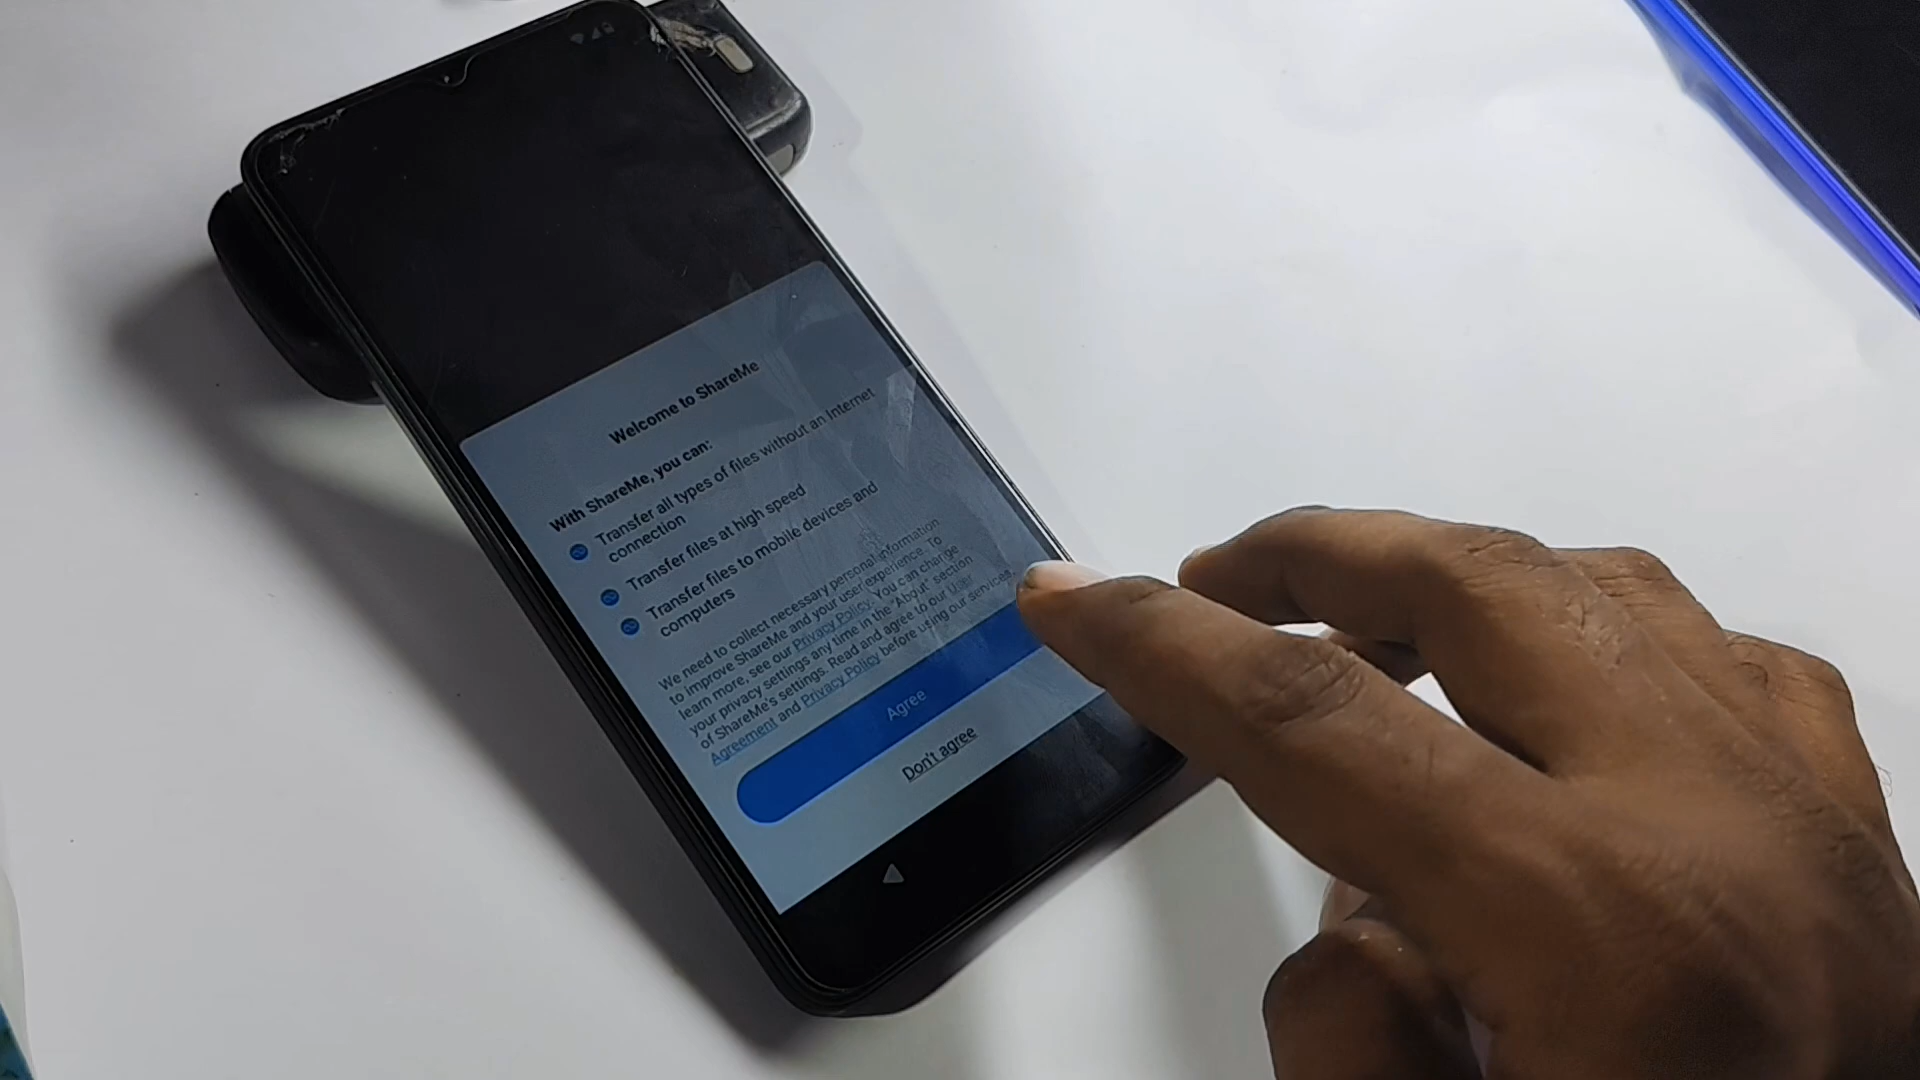 Welcome to ShareMe
With ShareMe, you can:
Transfer all types of files without an Internet
connection
Transfer files at high speed
Transfer files to mobile devices and
computers
We need to collect necessary personal information
to improve ShareMe and your user experience. To
learn more, see our Privacy Policy. You can change
your privacy settings any time in the "About" section
of ShareMe's settings. Read and agree to our User
Agreement and Privacy Policy before using our services.
Agree
Don't agree